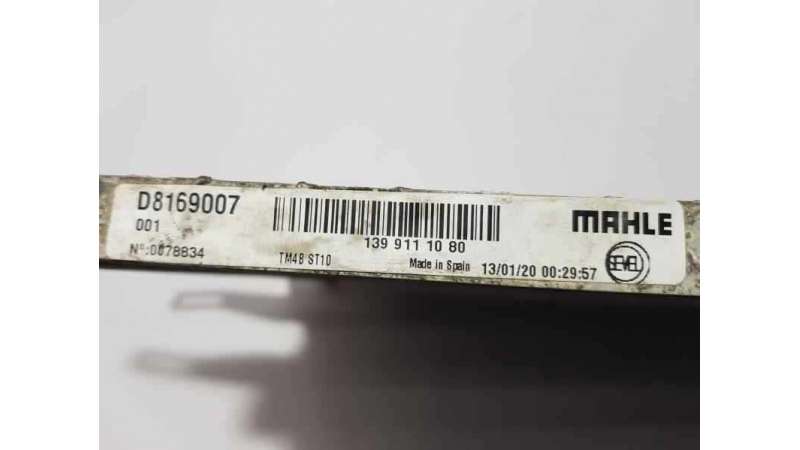 D8169007
001
Nº:0078834
139 911 10 80
TM48 ST10
Made in Spain
13/01/20 00:29:57
MAHLE
SEVEL